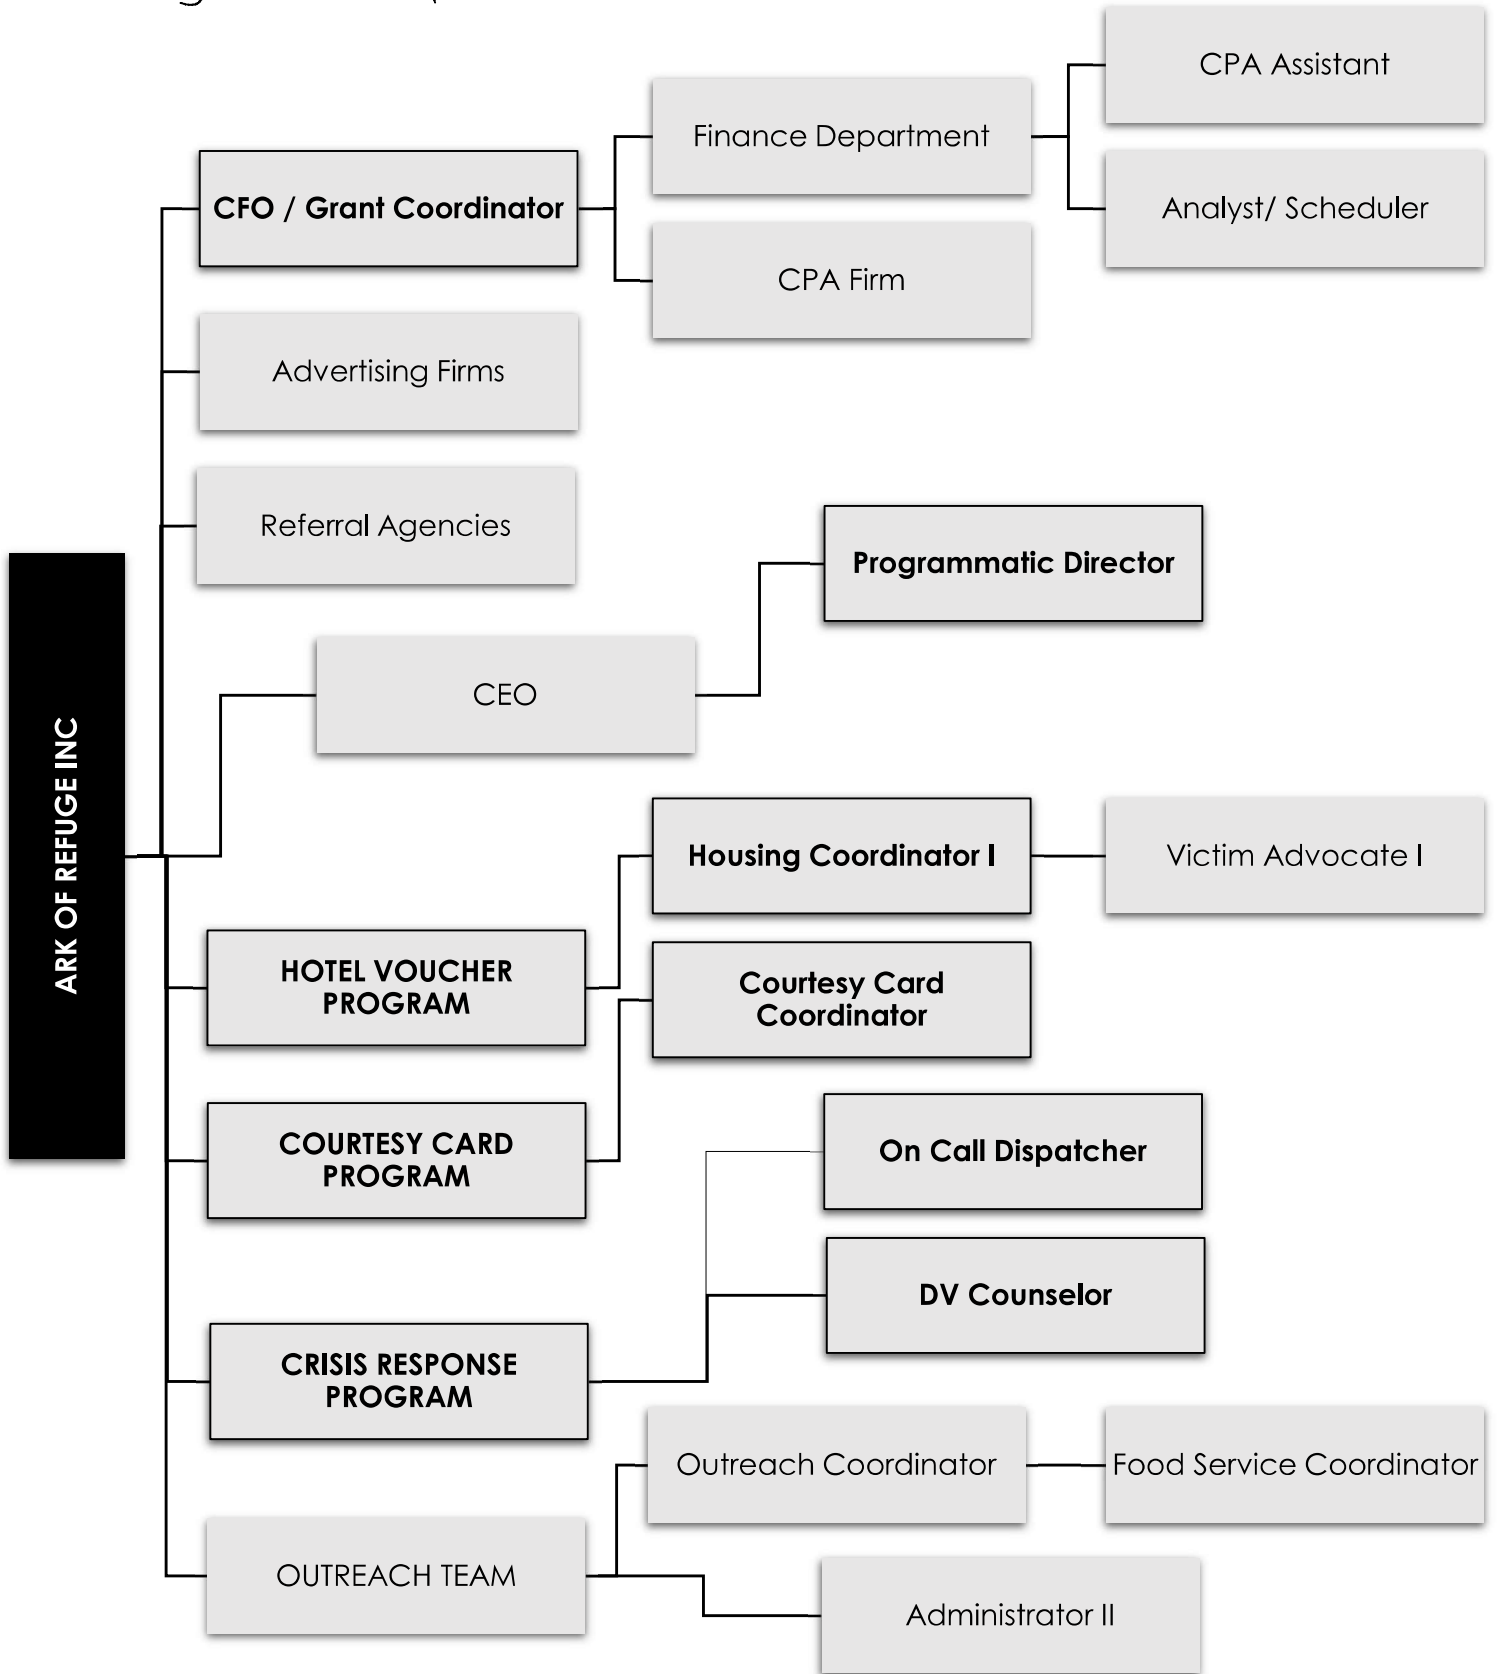 CPA Assistant
Finance Department
CFO / Grant Coordinator
Analyst/ Scheduler
CPA Firm
Advertising Firms
Referral Agencies
Programmatic Director
CEO
ARK OF REFUGE INC
Housing Coordinator I
Victim Advocate I
HOTEL VOUCHER
PROGRAM
Courtesy Card
Coordinator
COURTESY CARD
PROGRAM
On Call Dispatcher
DV Counselor
CRISIS RESPONSE
PROGRAM
Outreach Coordinator
Food Service Coordinator
OUTREACH TEAM
Administrator II